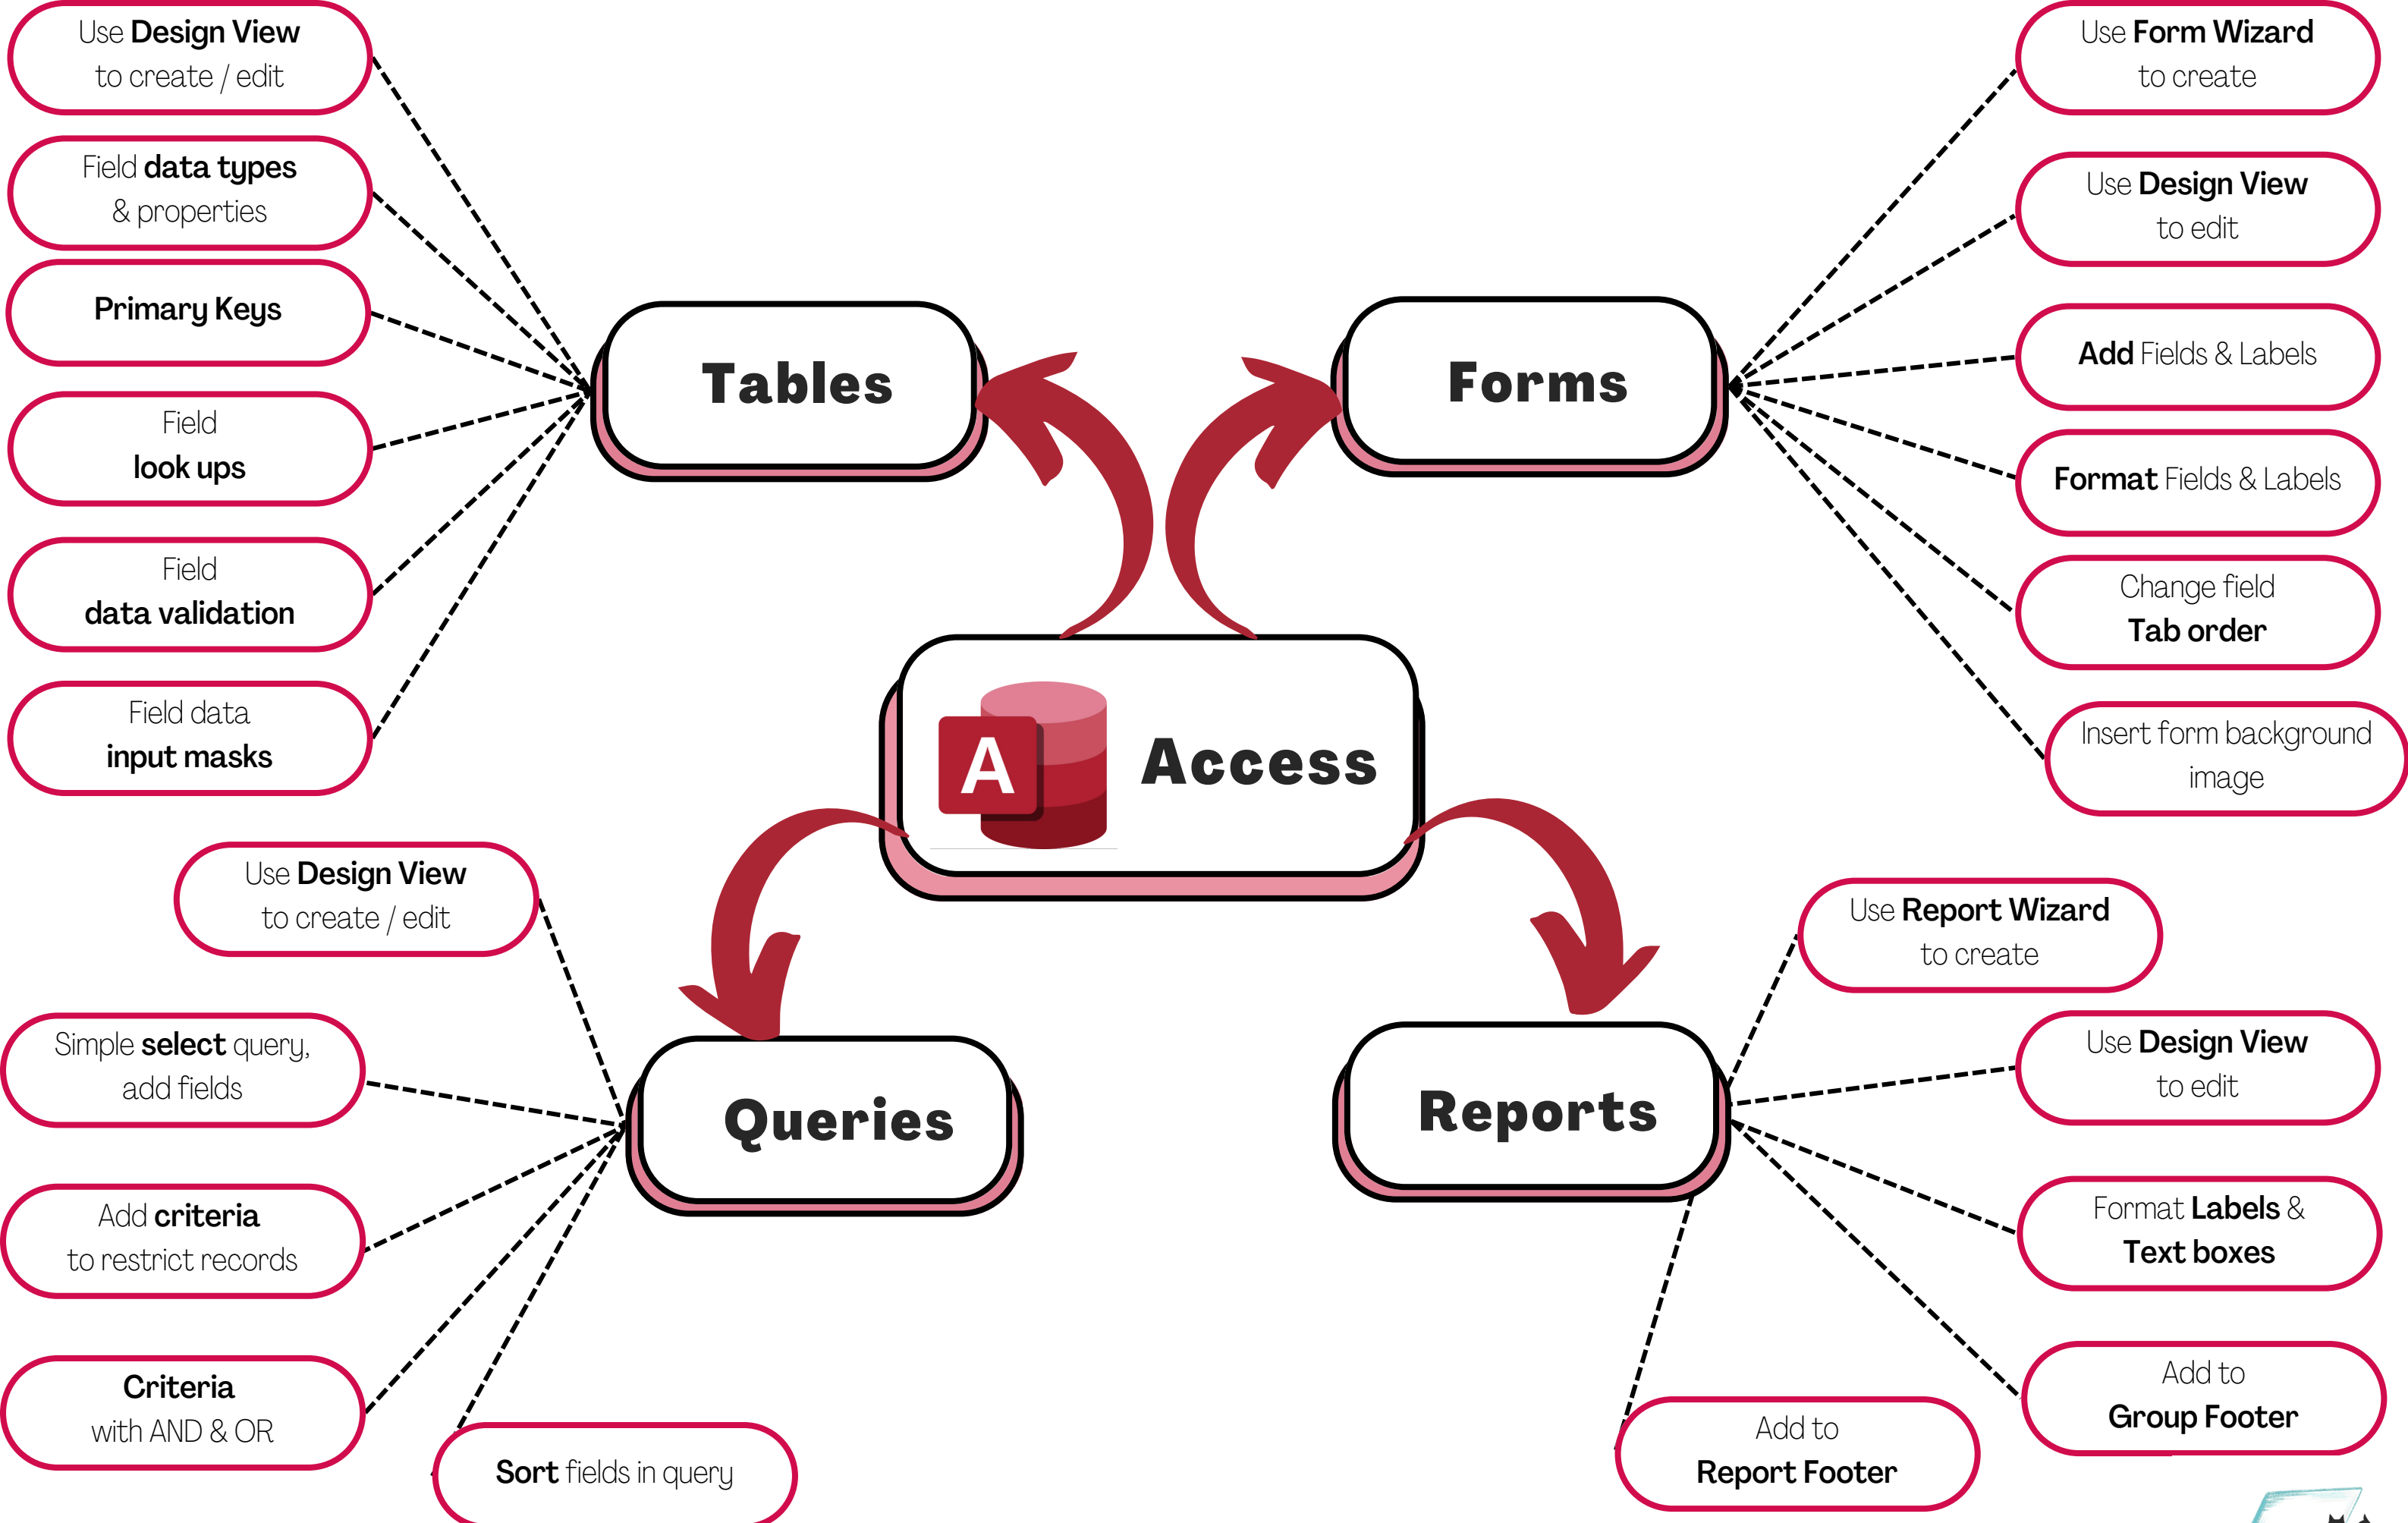 Use Design View
to create / edit
Field data types
& properties
Primary Keys
Field
look ups
Field
data validation
Field data
input masks
Tables
Forms
Use Form Wizard
to create
Use Design View
to edit
Add Fields & Labels
Format Fields & Labels
Change field
Tab order
Insert form background
image
A
Access
Use Design View
to create / edit
Simple select query,
add fields
Add criteria
to restrict records
Criteria
with AND & OR
Sort fields in query
Queries
Reports
Use Report Wizard
to create
Use Design View
to edit
Format Labels &
Text boxes
Add to
Group Footer
Add to
Report Footer